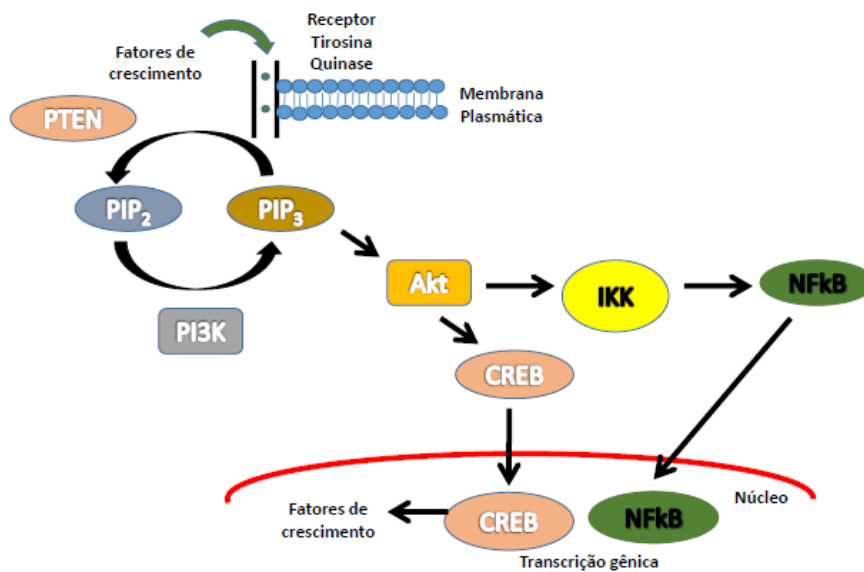 Receptor
Tirosina
Quinase
Fatores de
crescimento
Membrana
Plasmática
PTEN
PIP2
PIP3
Akt
IKK
NFkB
PI3K
CREB
Núcleo
Fatores de
crescimento
CREB
NFkB
Transcrição gênica